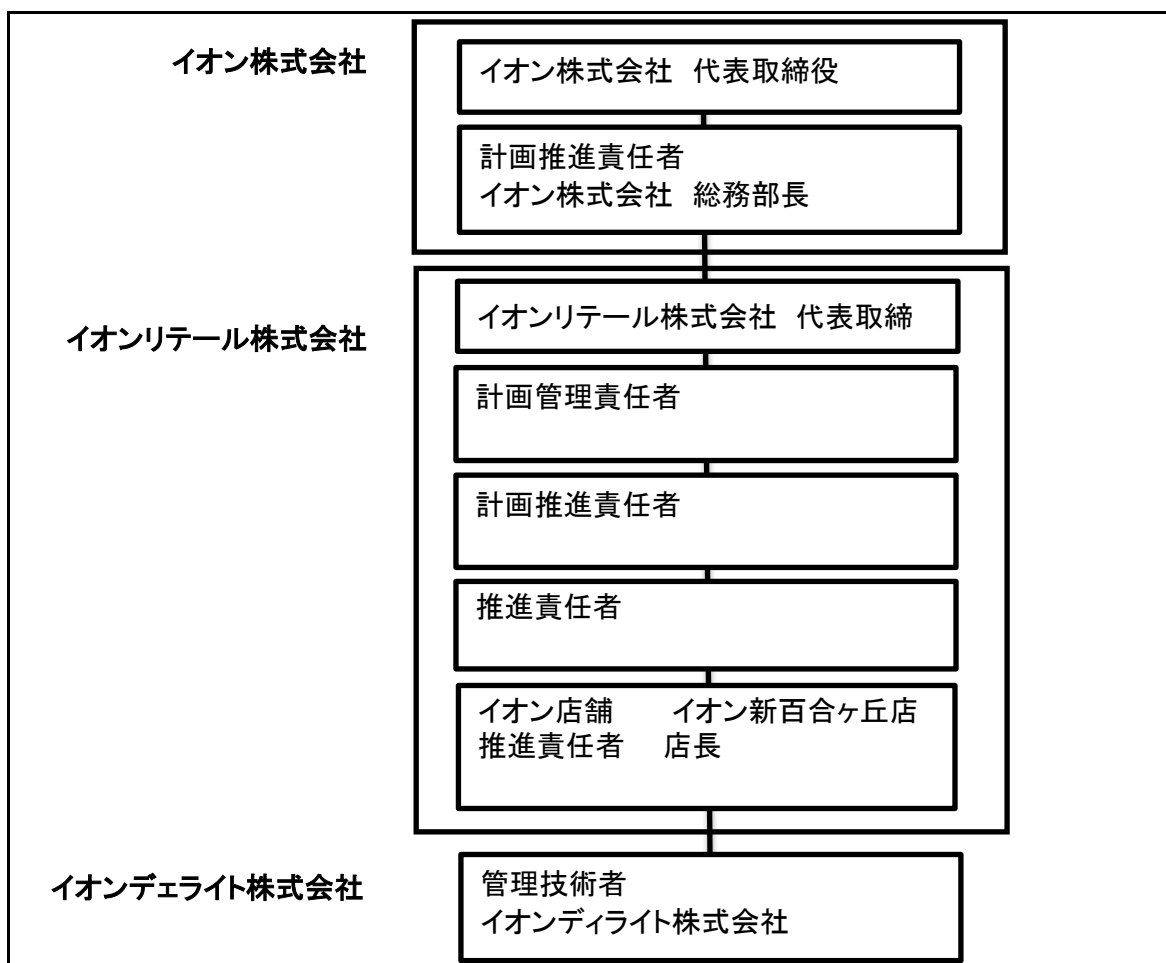 イオン株式会社
イオン株式会社 代表取締役
計画推進責任者
イオン株式会社 総務部長
イオンリテール株式会社
イオンリテール株式会社 代表取締
計画管理責任者
計画推進責任者
推進責任者
イオン店舗 イオン新百合ヶ丘店
推進責任者 店長
イオンデェライト株式会社
管理技術者
イオンディライト株式会社